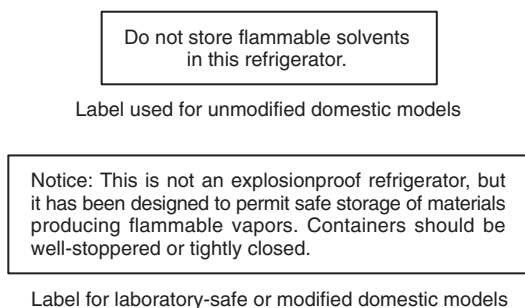 Do not store flammable solvents
in this refrigerator.
Label used for unmodified domestic models
Notice: This is not an explosionproof refrigerator, but
it has been designed to permit safe storage of materials
producing flammable vapors. Containers should be
well-stoppered or tightly closed.
Label for laboratory-safe or modified domestic models